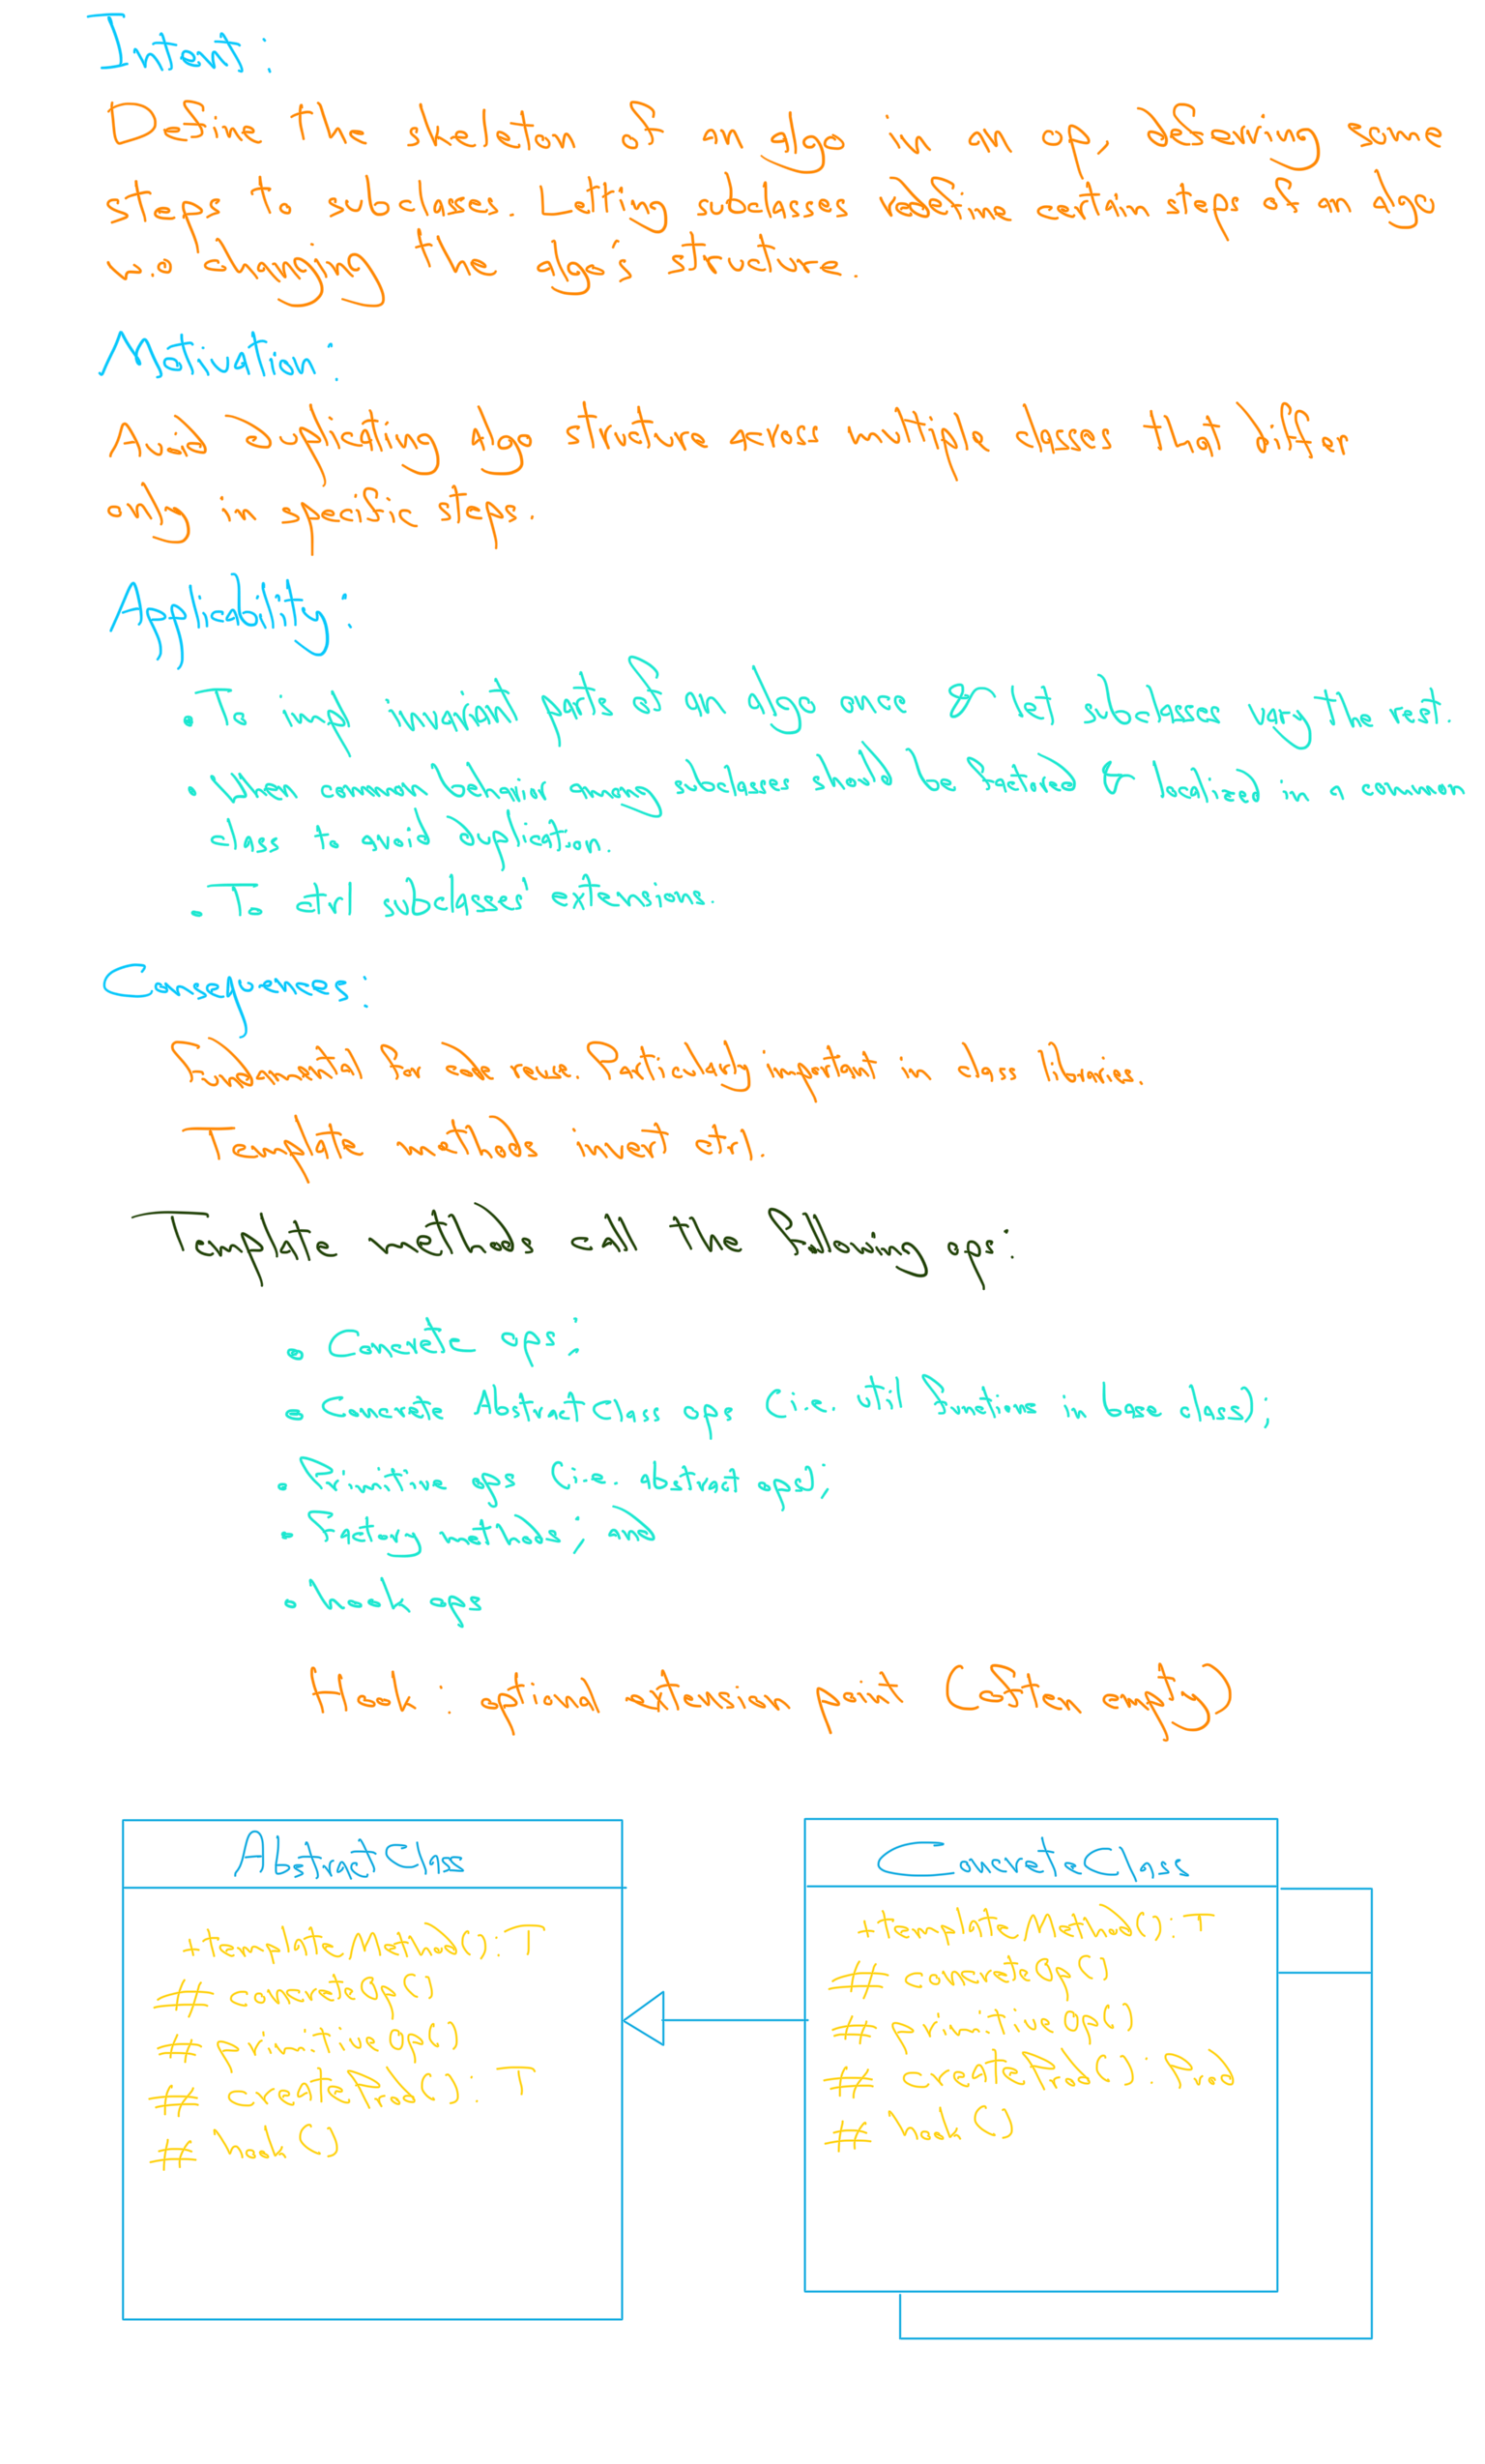 Intent:
Define the skeleton of an algo in an op, defering some
steps to subclasses. Letting subclasses redefine certain steps of an algo
w.o changing the algo's structure.
Motivation:
Avoid duplicating algo structure across multiple classes that differ
only in specific steps.
Applicability:
• To impl invariant parts of an algo once & let subclasses vary the rest.
• When common behavior among subclasses should be factored & localized in a common
class to avoid duplication.
• To ctrl subclasses' extensions.
Consequences:
Fundamental for code reuse. Particularly important in class libraries.
Template methods invert ctrl.
Template methods call the following ops:
• Concrete ops;
• Concrete AbstractClass ops (i.e. util functions in base class);
• Primitive ops (i.e. abstract ops);
• Factory methods; and
• hook ops
Hook: optional extension point (often empty)
AbstractClass
+templateMethod(): T
# concreteOp()
# primitiveOp()
# createProd(): T
# hook()
ConcreteClass
+templateMethod(): T
# concreteOp()
# primitiveOp()
# createProd(): Prod
# hook()